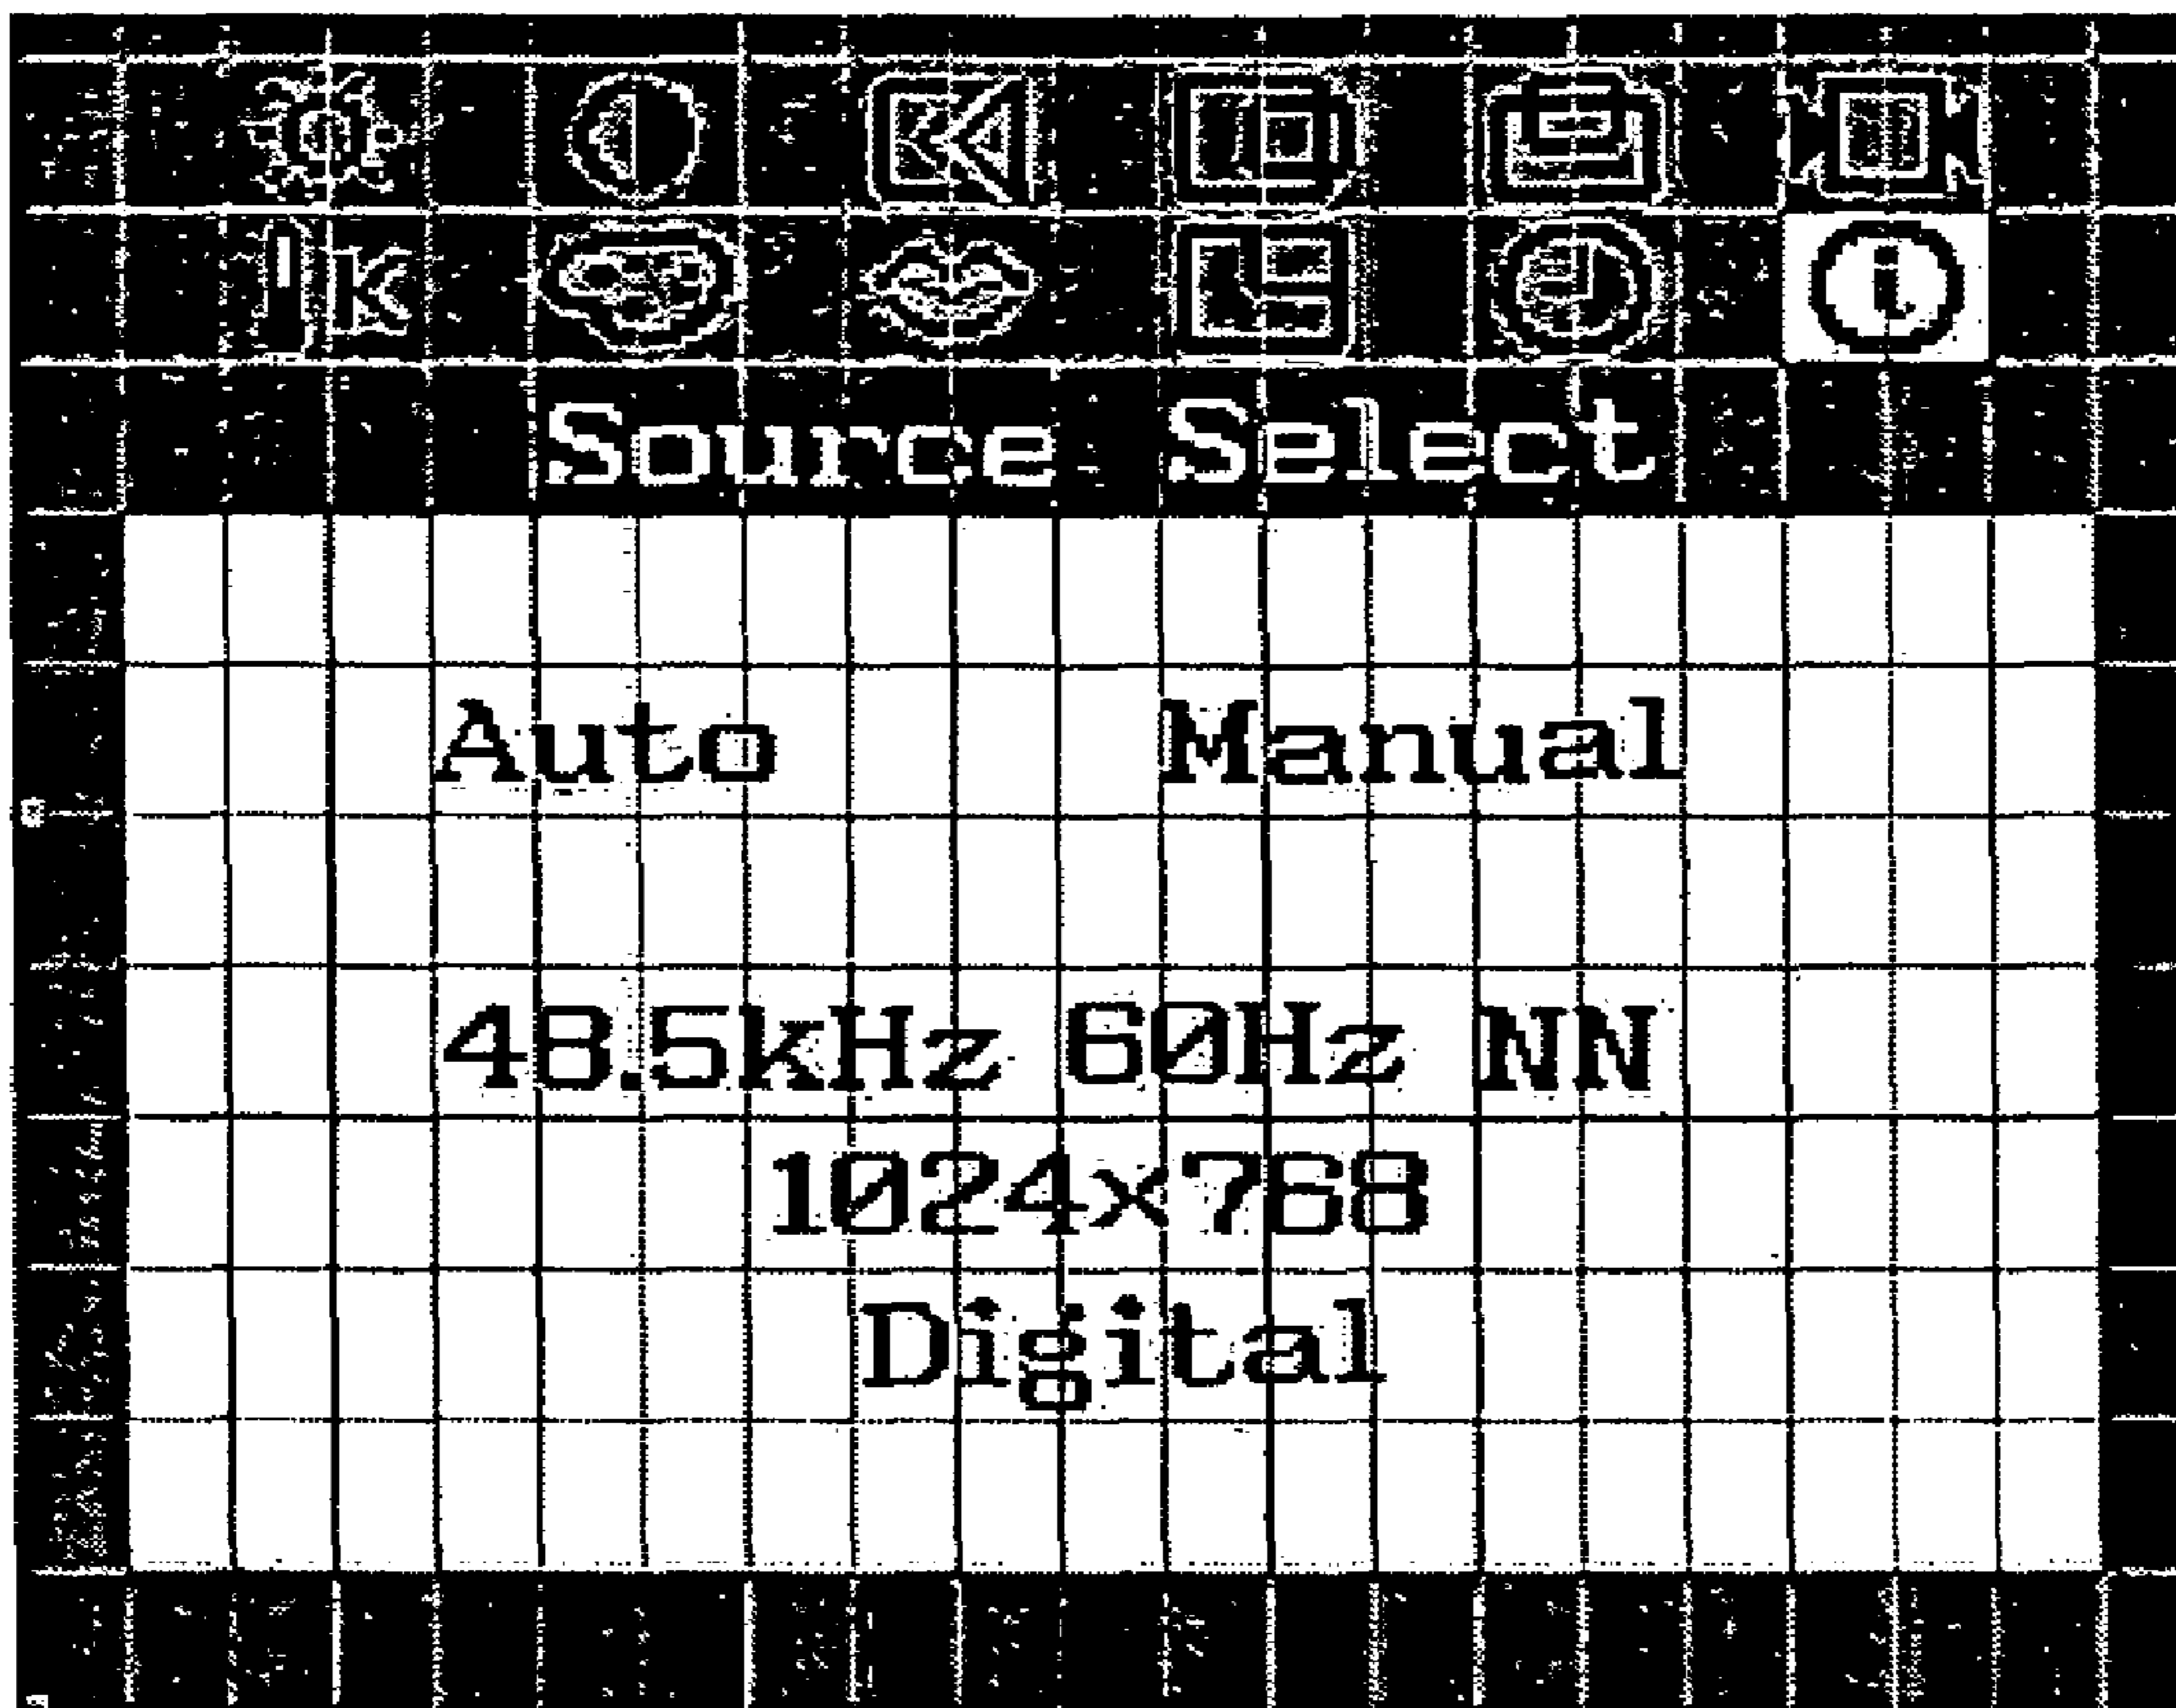 K
Source Select
Auto Manual
48.5kHz 60Hz NN
1024x768
Digital